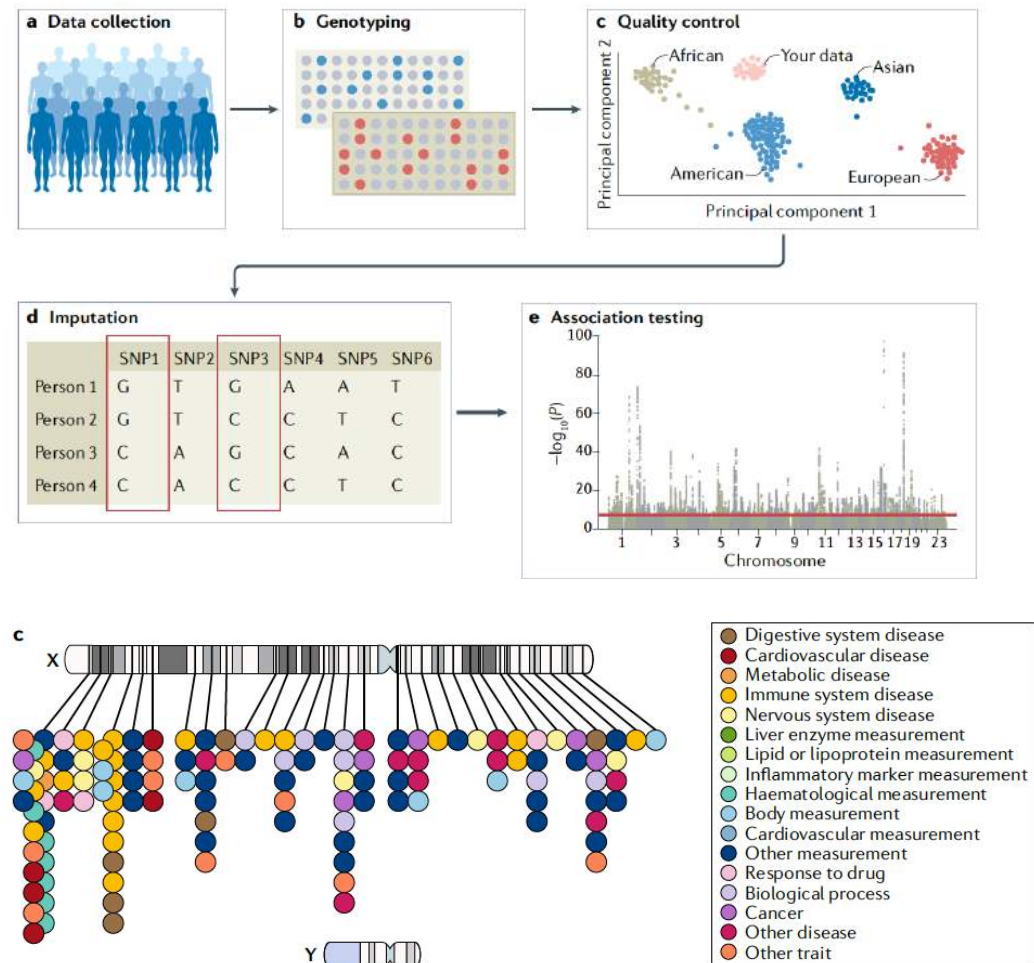 a Data collection
b Genotyping
c Quality control
Principal component 2
African
Your data
Asian
American
European
Principal component 1
d Imputation
SNP1 SNP2 SNP3 SNP4 SNP5 SNP6
Person 1 G T G A A T
Person 2 G T C C T C
Person 3 C A G C A C
Person 4 C A C C T C
e Association testing
–log10(P)
100
80
60
40
20
0
1 3 5 7 9 11 13 15 17 19 23
Chromosome
c
X
Y
Digestive system disease
Cardiovascular disease
Metabolic disease
Immune system disease
Nervous system disease
Liver enzyme measurement
Lipid or lipoprotein measurement
Inflammatory marker measurement
Haematological measurement
Body measurement
Cardiovascular measurement
Other measurement
Response to drug
Biological process
Cancer
Other disease
Other trait